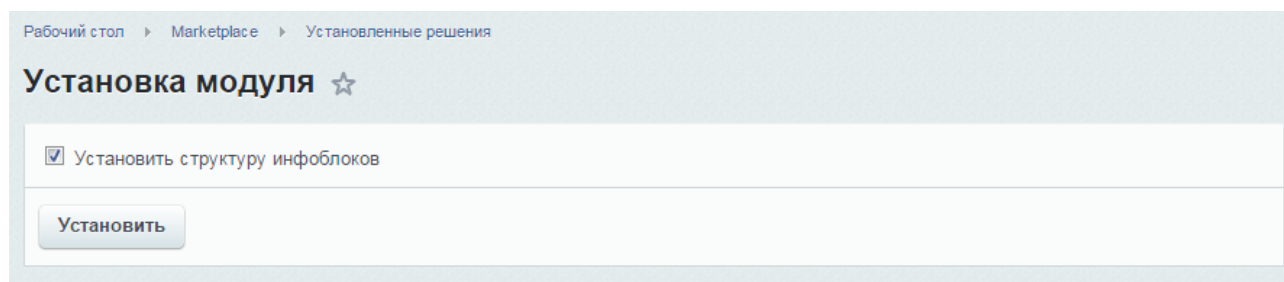 Рабочий стол Marketplace Установленные решения
Установка модуля
Установить структуру инфоблоков
Установить